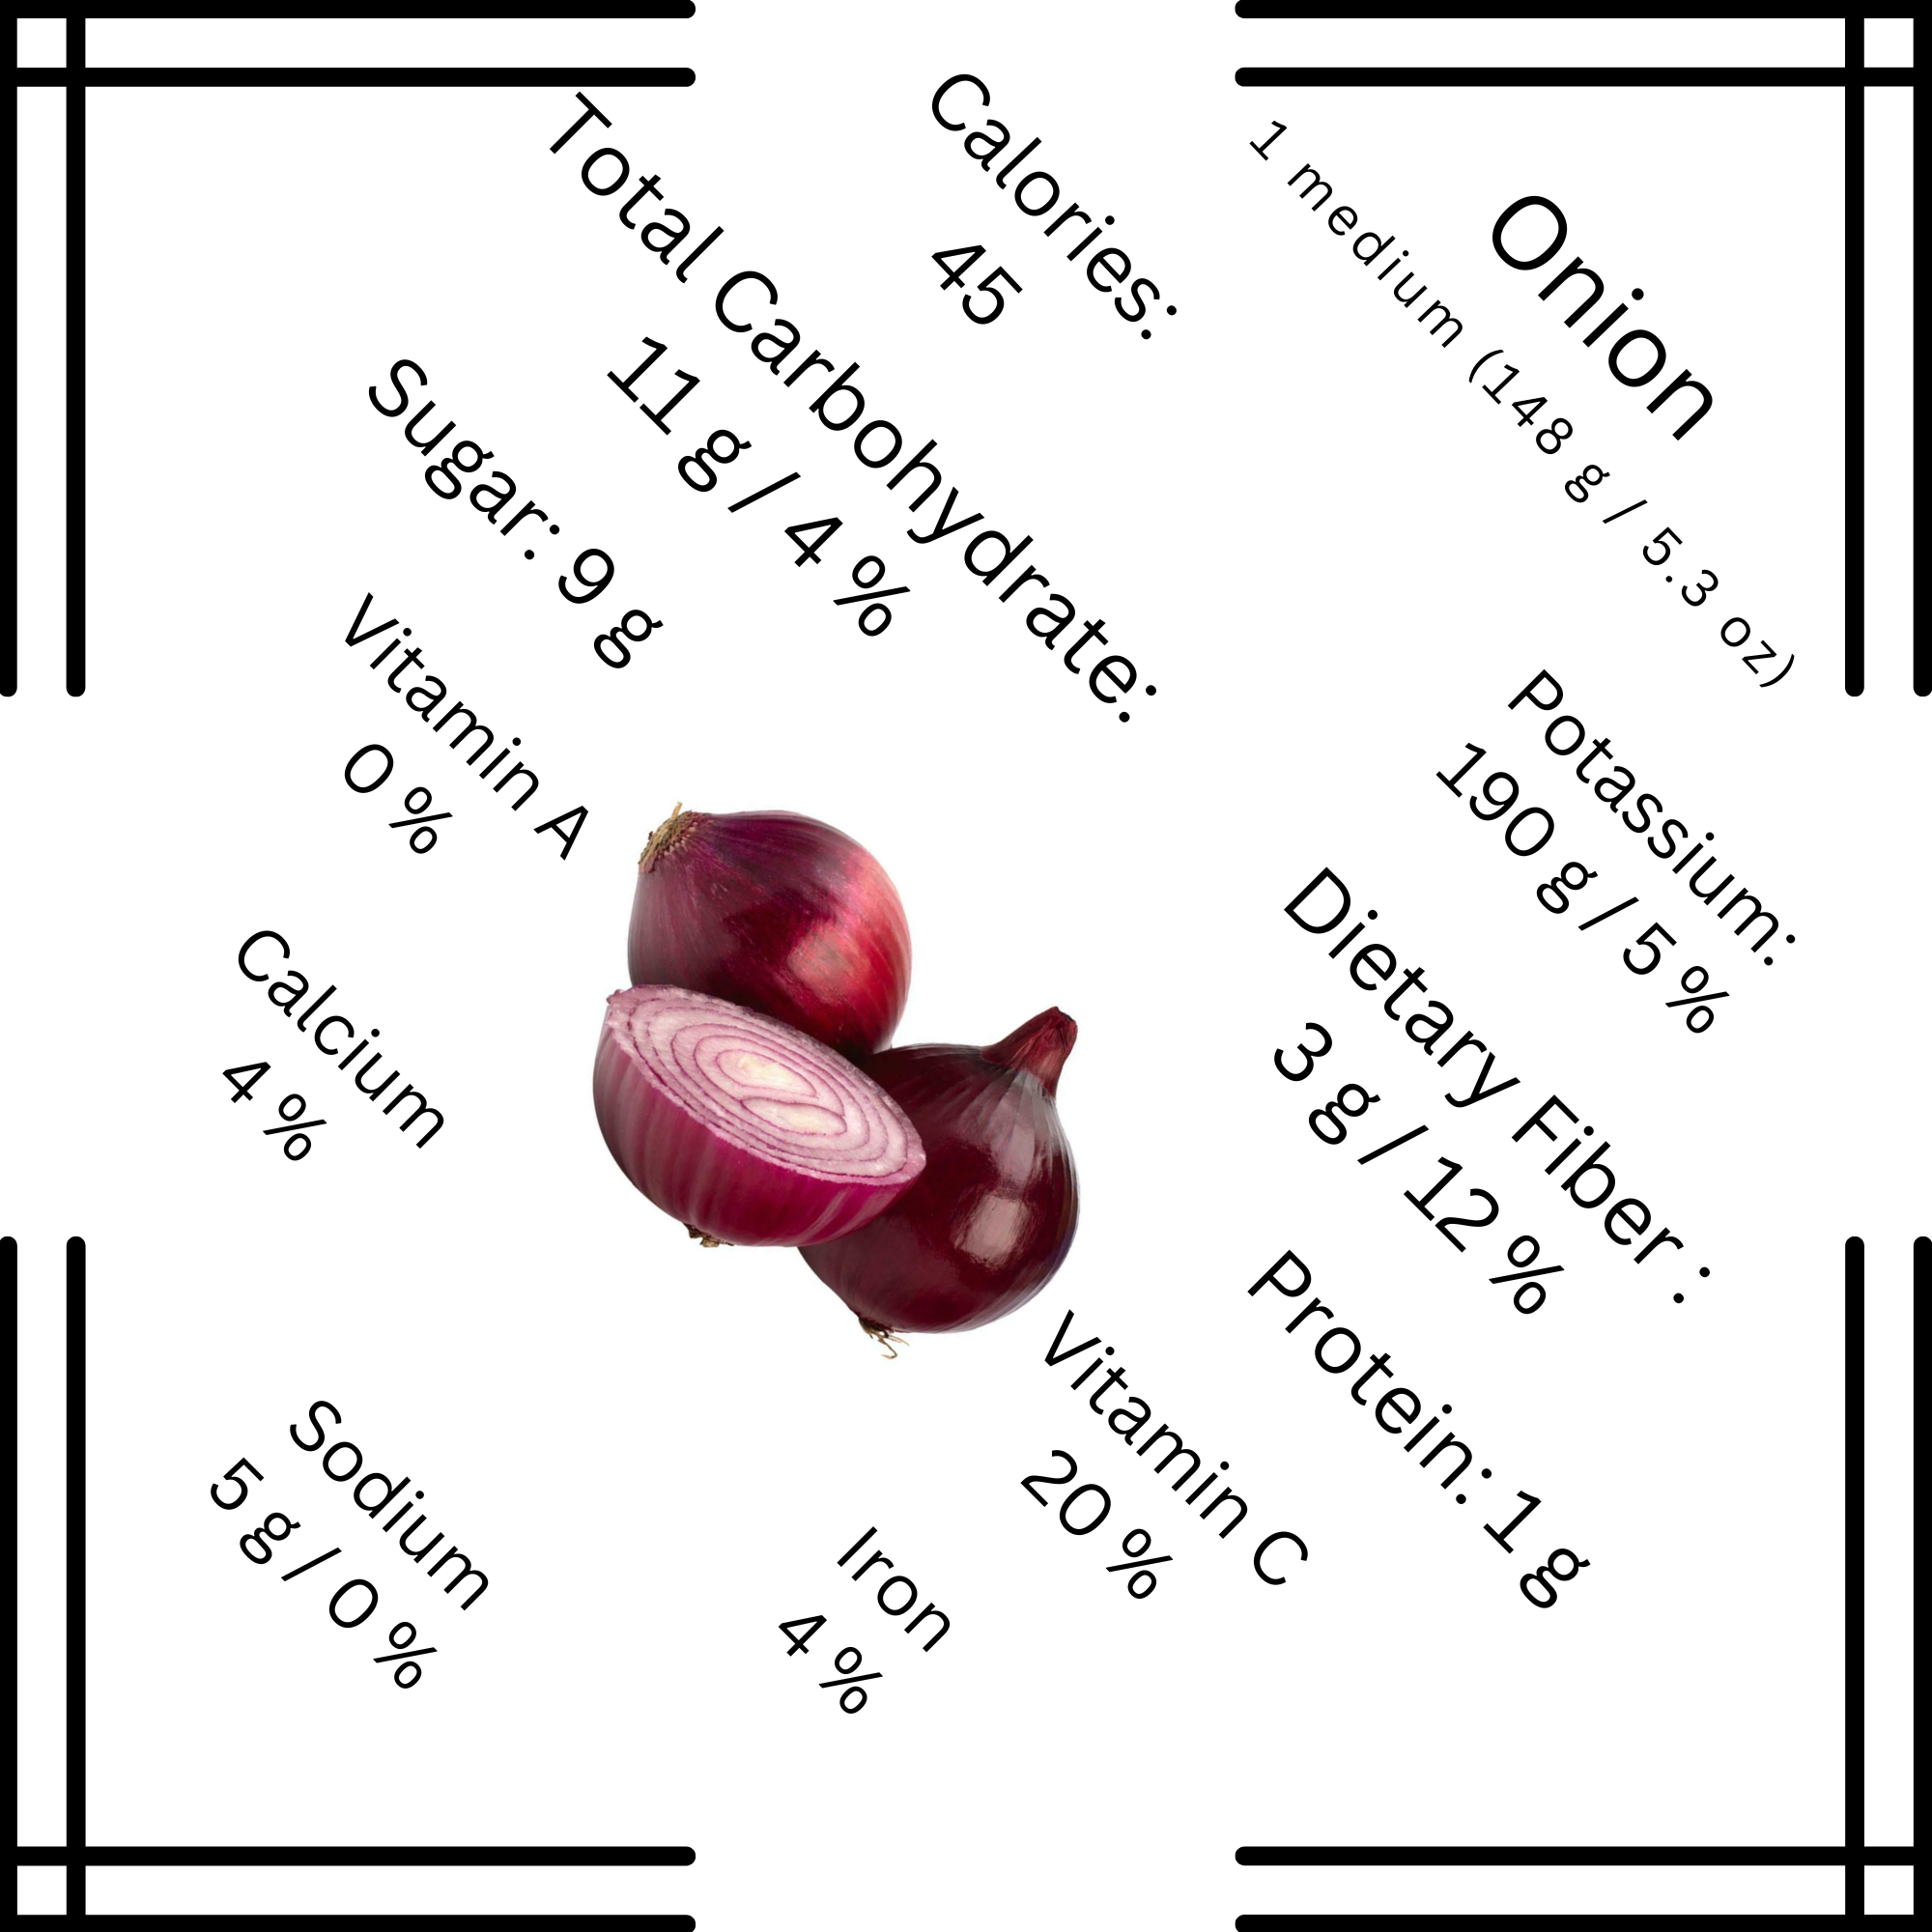 Onion
1 medium (148 g / 5.3 oz)
Calories:
45
Potassium:
190 g / 5 %
Total Carbohydrate:
11 g / 4 %
Dietary Fiber :
3 g / 12 %
Sugar: 9 g
Protein: 1 g
Vitamin A
0 %
Vitamin C
20 %
Calcium
4 %
Iron
4 %
Sodium
5 g / 0 %